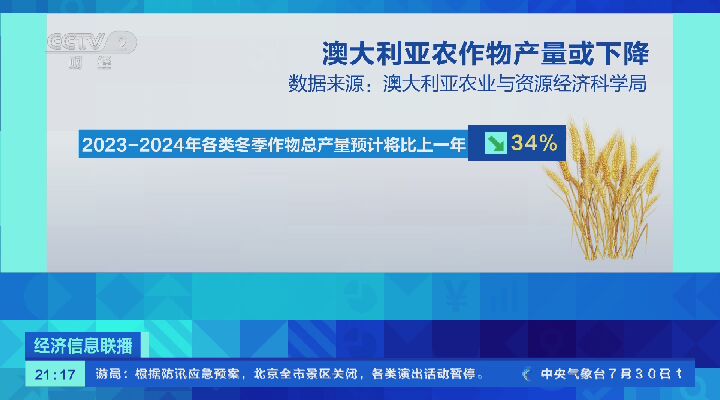 CCTV 2
财经
澳大利亚农作物产量或下降
数据来源：澳大利亚农业与资源经济科学局
2023-2024年各类冬季作物总产量预计将比上一年 34%
经济信息联播
21:17 游局：根据防汛应急预案，北京全市景区关闭，各类演出活动暂停。 中央气象台7月30日